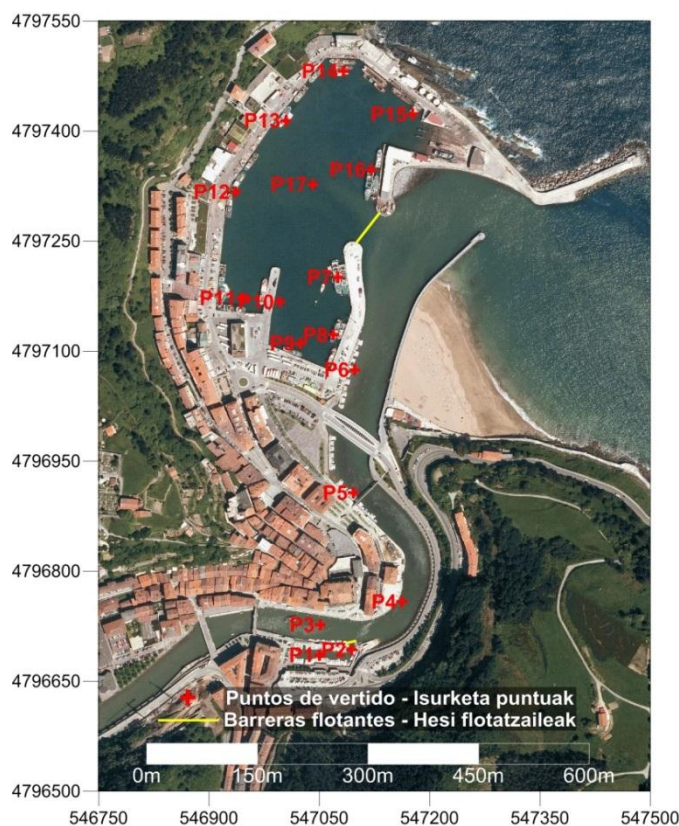 4797550
P14
P15
4797400
P13
P16
P17
P12
4797250
P7
P11 P10
P8
P9
4797100
P6
4796950
P5
4796800
P4
P3
P1 P2
4796650
Puntos de vertido - Isurketa puntuak
Barreras flotantes - Hesi flotatzaileak
0m 150m 300m 450m 600m
4796500
546750 546900 547050 547200 547350 547500